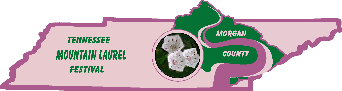 TENNESSEE
MOUNTAIN LAUREL
FESTIVAL
MORGAN
COUNTY